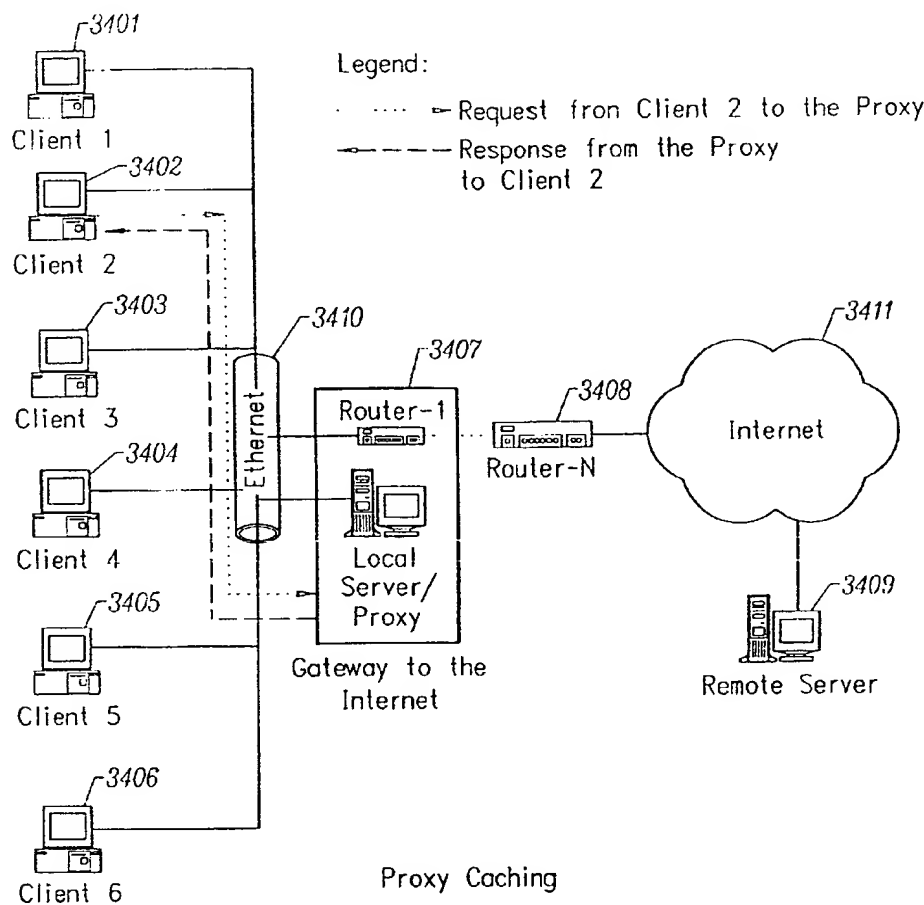 3401
Client 1
Legend:
Request fron Client 2 to the Proxy
Response from the Proxy
to Client 2
3402
Client 2
3403
Client 3
3410
Ethernet
3407
Router-1
3408
Router-N
3411
Internet
3404
Client 4
Local
Server/
Proxy
Gateway to the
Internet
3409
Remote Server
3405
Client 5
3406
Client 6
Proxy Caching